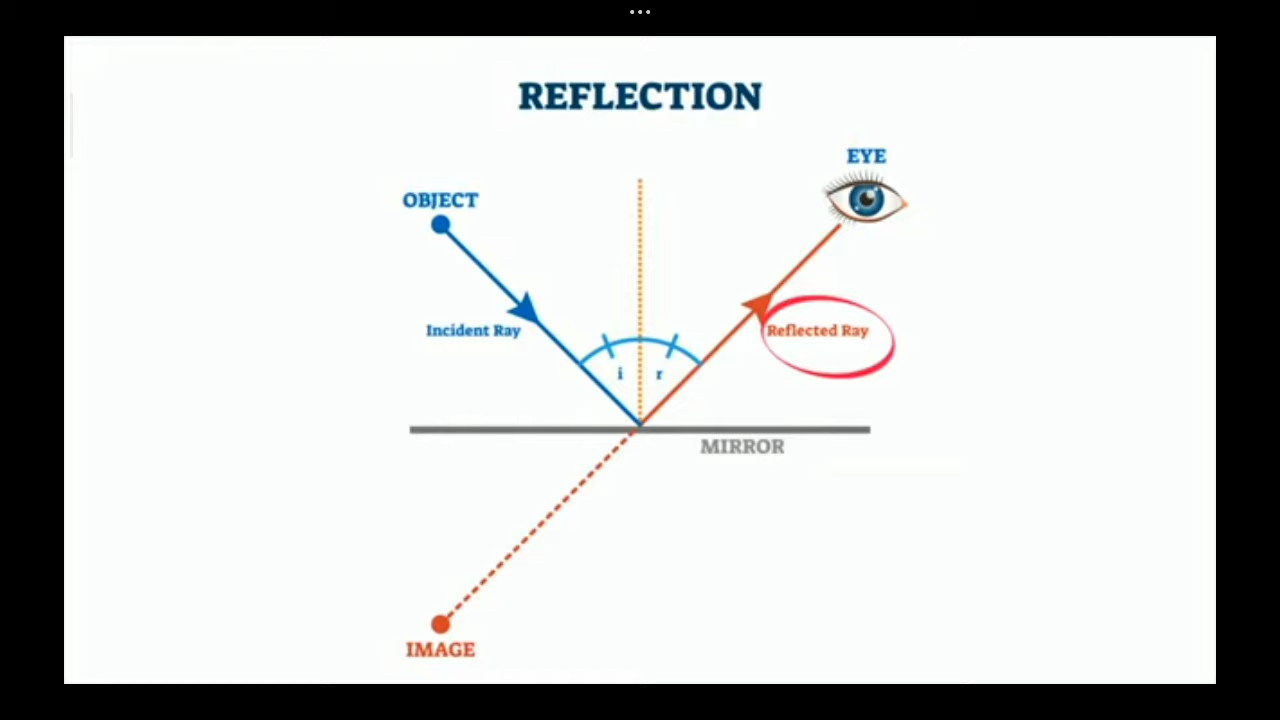 REFLECTION
EYE
OBJECT
Incident Ray
Reflected Ray
i
r
MIRROR
IMAGE